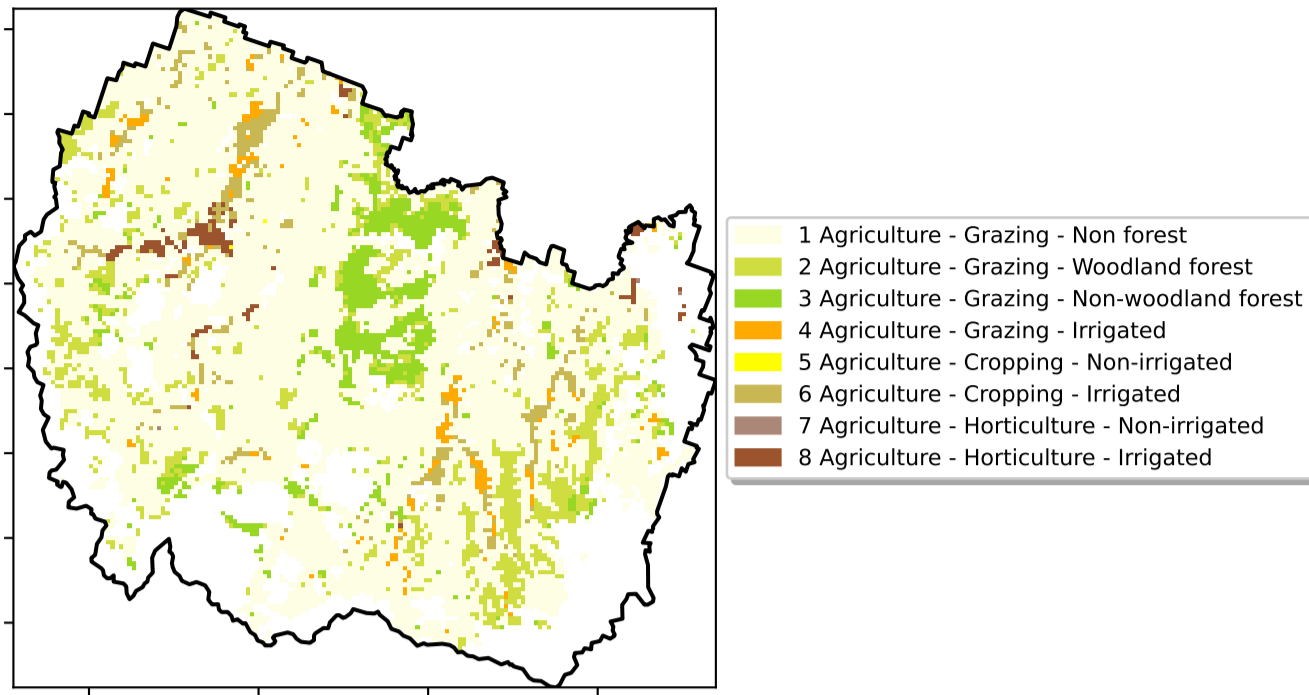 1 Agriculture - Grazing - Non forest
2 Agriculture - Grazing - Woodland forest
3 Agriculture - Grazing - Non-woodland forest
4 Agriculture - Grazing - Irrigated
5 Agriculture - Cropping - Non-irrigated
6 Agriculture - Cropping - Irrigated
7 Agriculture - Horticulture - Non-irrigated
8 Agriculture - Horticulture - Irrigated